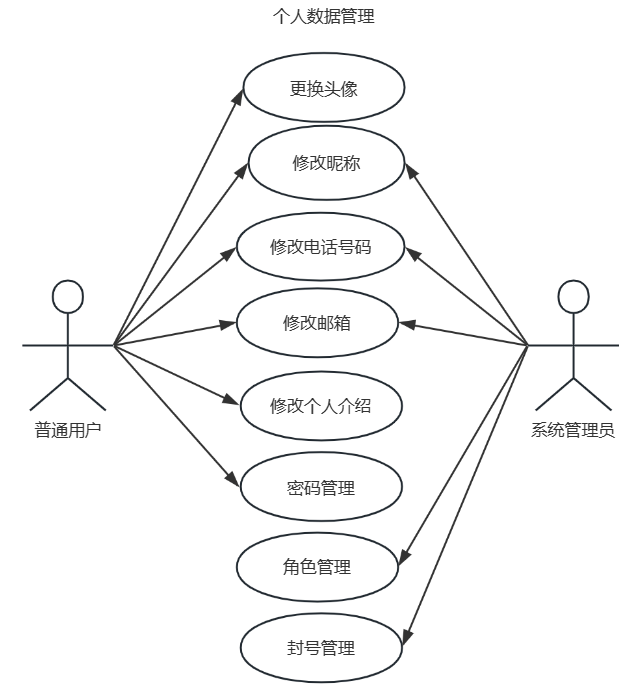 个人数据管理
更换头像
修改昵称
修改电话号码
修改邮箱
修改个人介绍
普通用户
系统管理员
密码管理
角色管理
封号管理